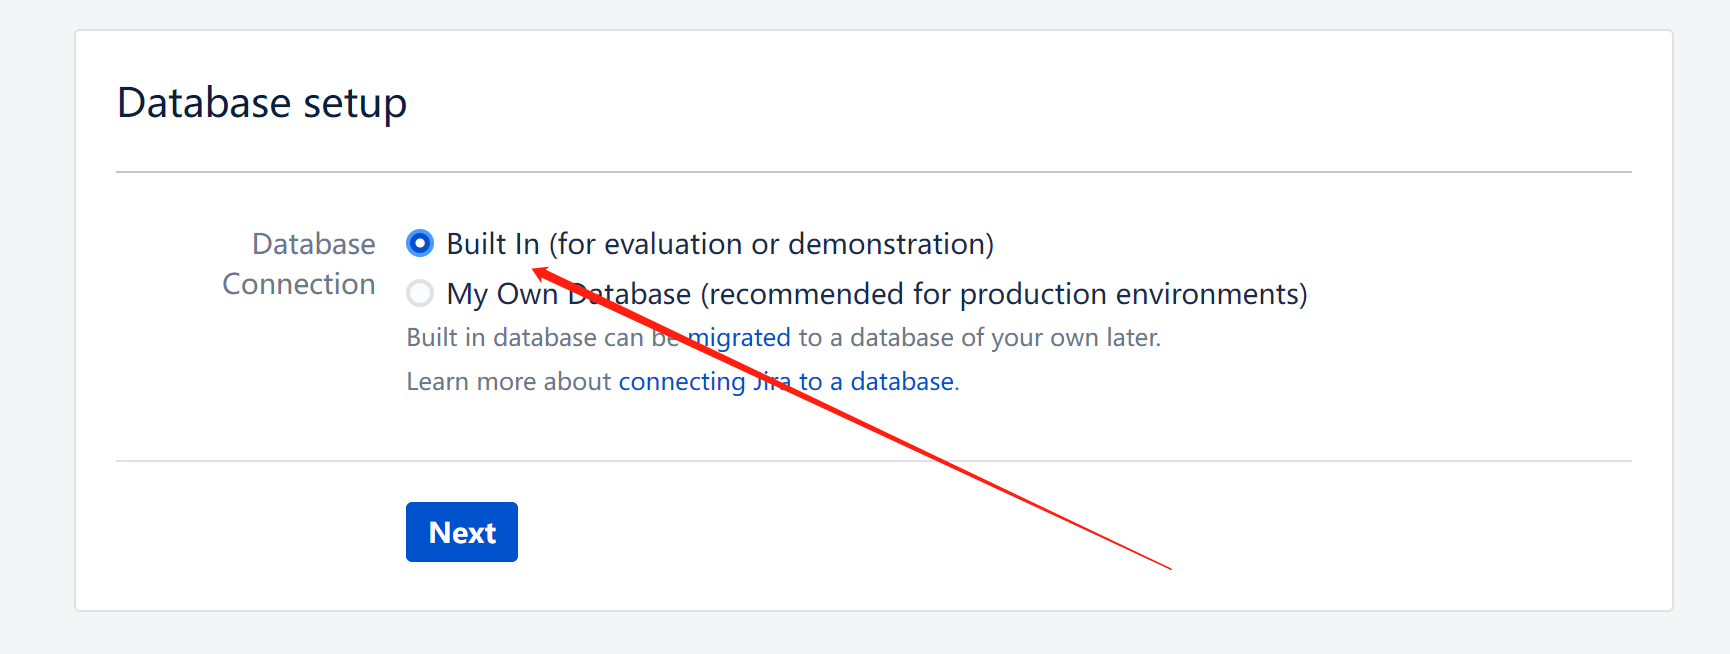 Database setup
Database
Connection
Built In (for evaluation or demonstration)
My Own Database (recommended for production environments)
Built in database can be migrated to a database of your own later.
Learn more about connecting Jira to a database.
Next